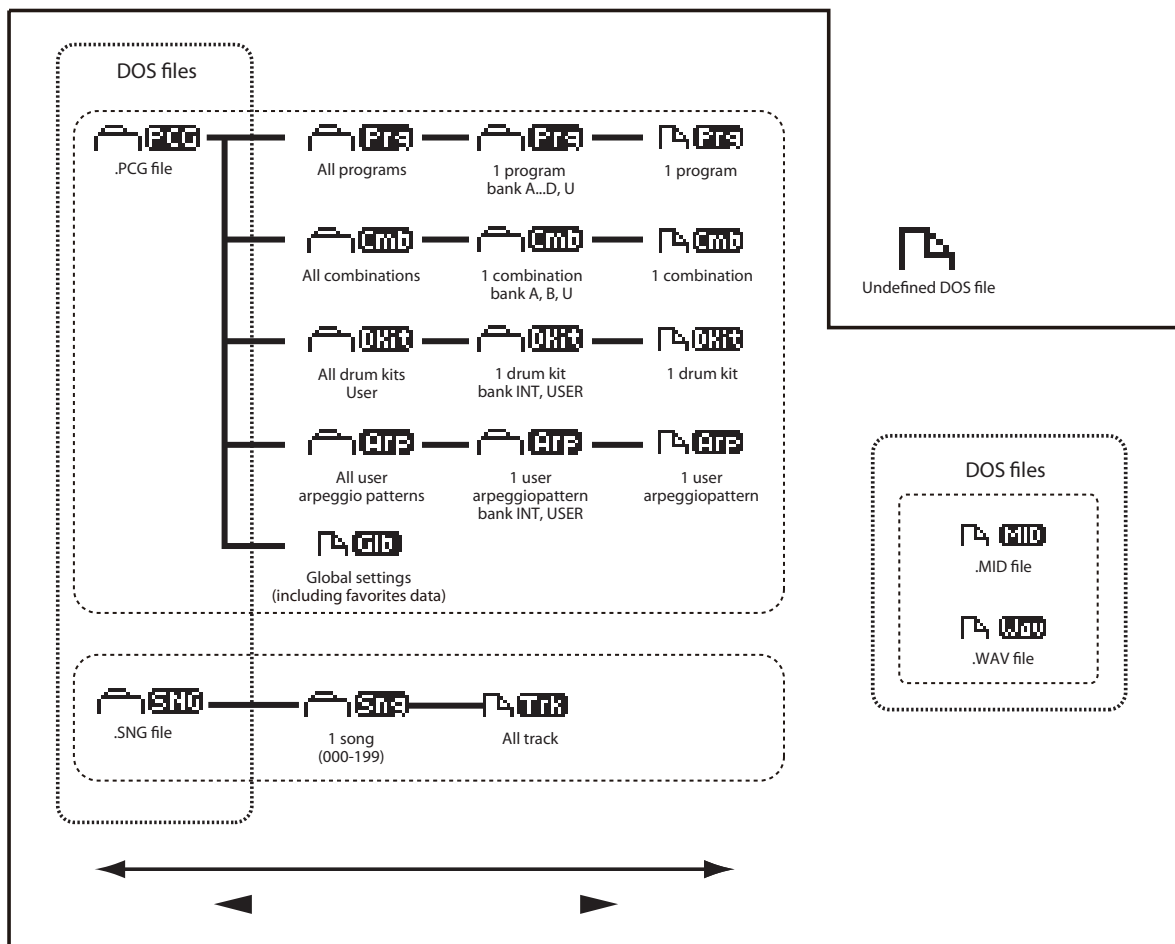 DOS files
PCG
.PCG file
Prg
All programs
Prg
1 program
bank A...D, U
Prg
1 program
Cmb
All combinations
Cmb
1 combination
bank A, B, U
Cmb
1 combination
Undefined DOS file
DKit
All drum kits
User
DKit
1 drum kit
bank INT, USER
DKit
1 drum kit
Arp
All user
arpeggio patterns
Arp
1 user
arpeggiopattern
bank INT, USER
Arp
1 user
arpeggiopattern
Glb
Global settings
(including favorites data)
DOS files
MID
.MID file
Wav
.WAV file
SNG
.SNG file
Sng
1 song
(000-199)
Trk
All track